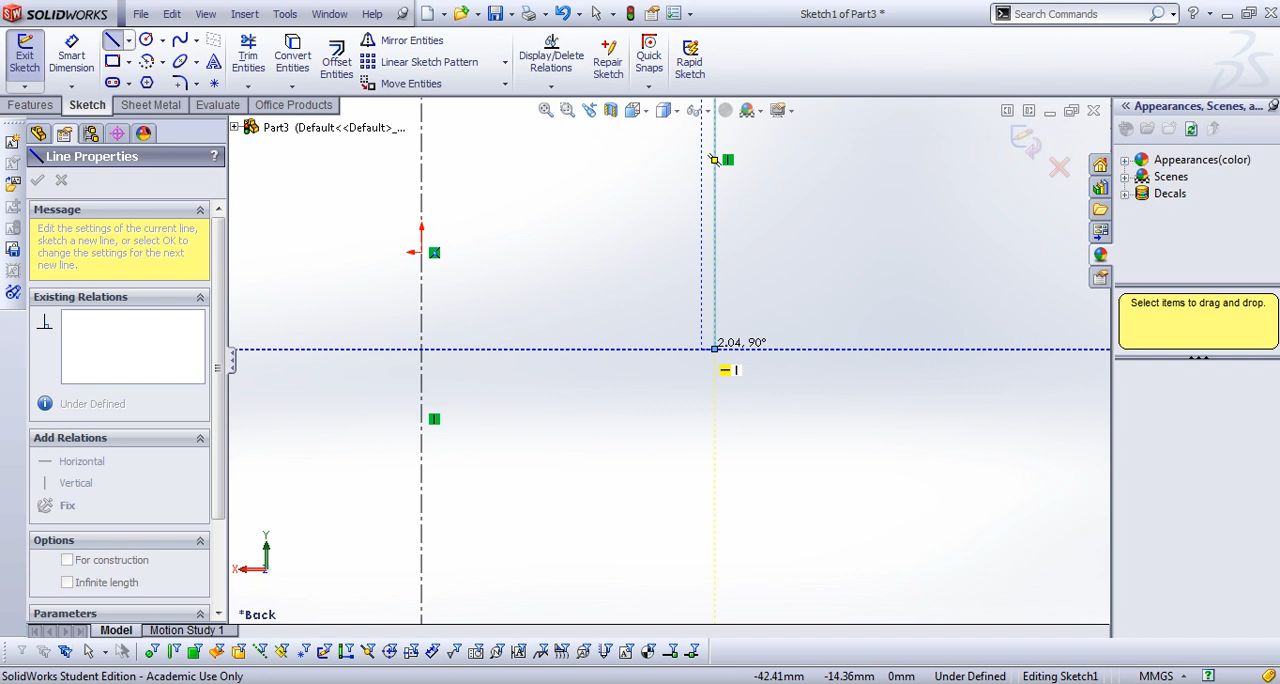 SOLIDWORKS File Edit View Insert Tools Window Help Sketch1 of Part3 * Search Commands
Exit Sketch
Smart Dimension
Trim Entities
Convert Entities
Offset Entities
Mirror Entities
Linear Sketch Pattern
Move Entities
Display/Delete Relations
Repair Sketch
Quick Snaps
Rapid Sketch
Features Sketch Sheet Metal Evaluate Office Products
Appearances, Scenes, a...
Part3 (Default<<Default>_...
Line Properties ?
Appearances(color)
Scenes
Decals
Message
Edit the settings of the current line,
sketch a new line, or select OK to
change the settings for the next
new line.
Existing Relations
Select items to drag and drop.
2.04, 90°
Under Defined
Add Relations
Horizontal
Vertical
Fix
Options
For construction
Infinite length
Parameters
Y
X
*Back
Model Motion Study 1
SolidWorks Student Edition - Academic Use Only -42.41mm -14.36mm 0mm Under Defined Editing Sketch1 MMGS ?